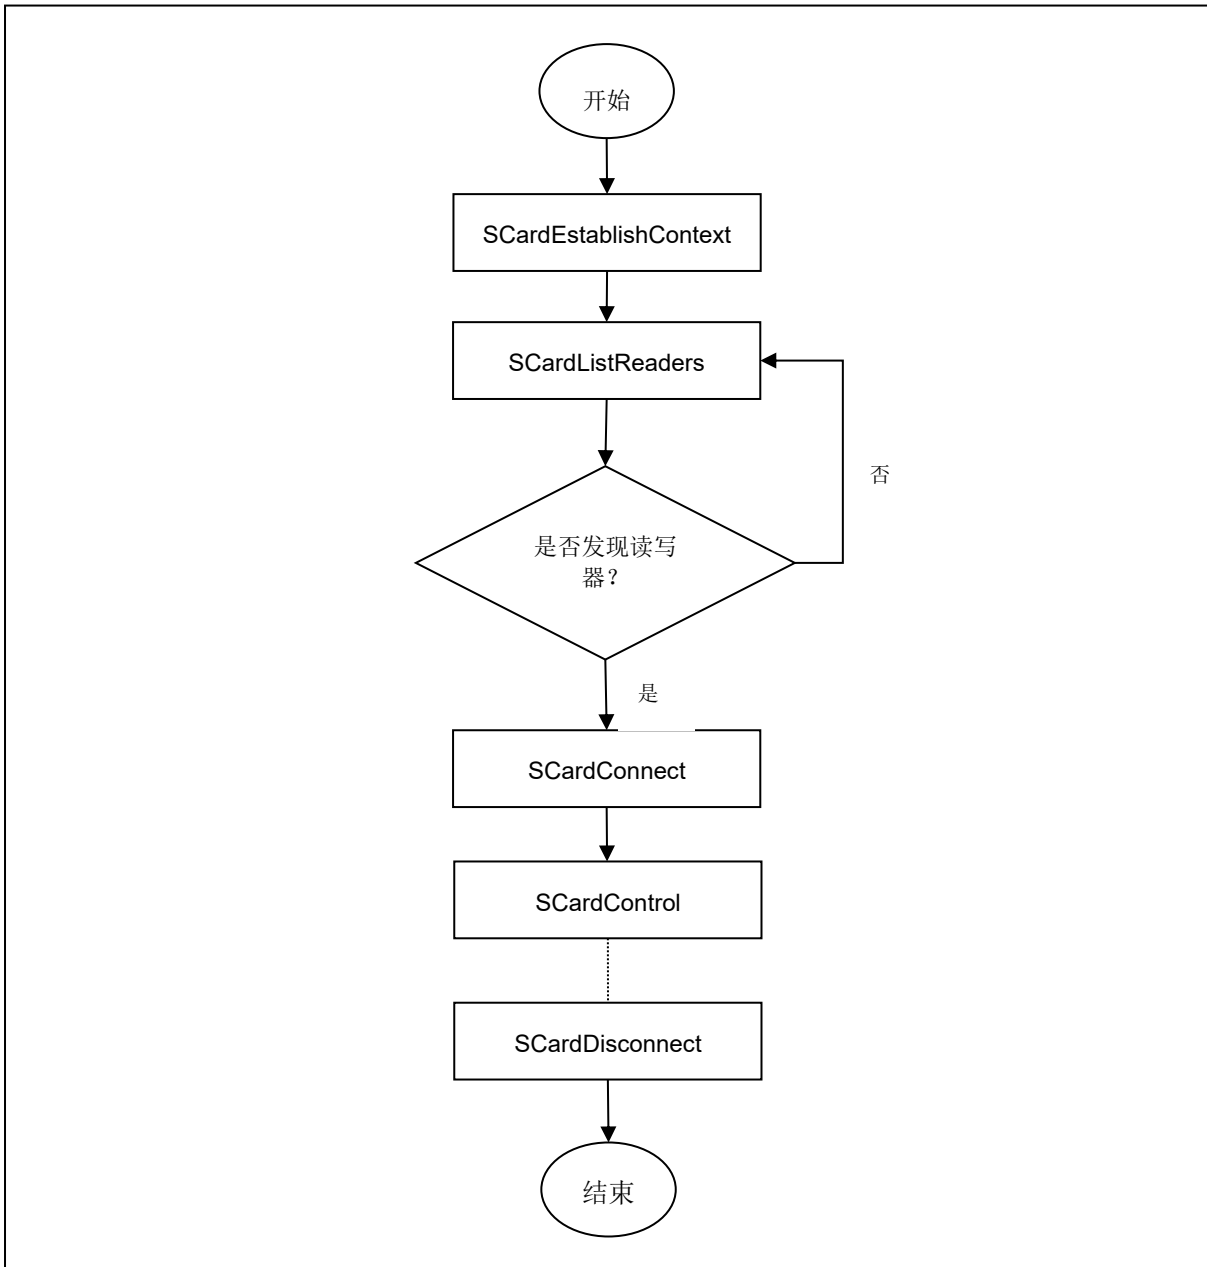 开始
SCardEstablishContext
SCardListReaders
否
是否发现读写
器?
是
SCardConnect
SCardControl
SCardDisconnect
结束